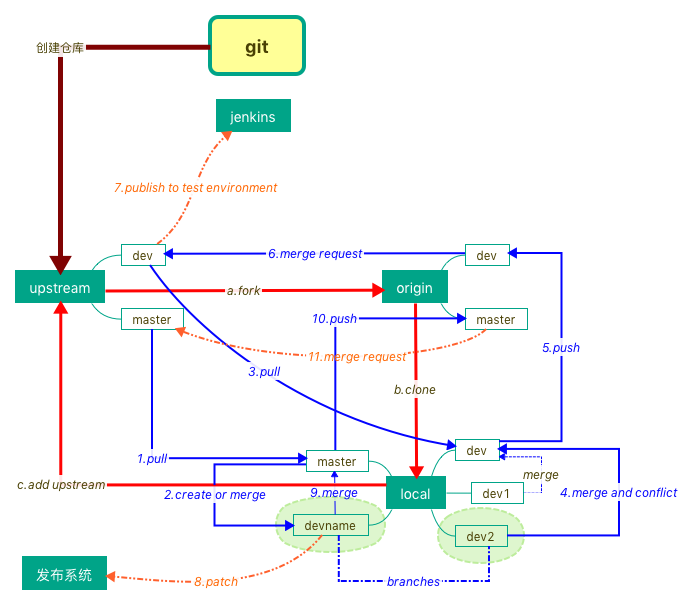 创建仓库
git
jenkins
7.publish to test environment
dev
6.merge request
dev
upstream
a.fork
origin
master
10.push
master
11.merge request
5.push
3.pull
b.clone
1.pull
master
dev
merge
c.add upstream
2.create or merge
9.merge
local
dev1
4.merge and conflict
devname
dev2
发布系统
8.patch
branches